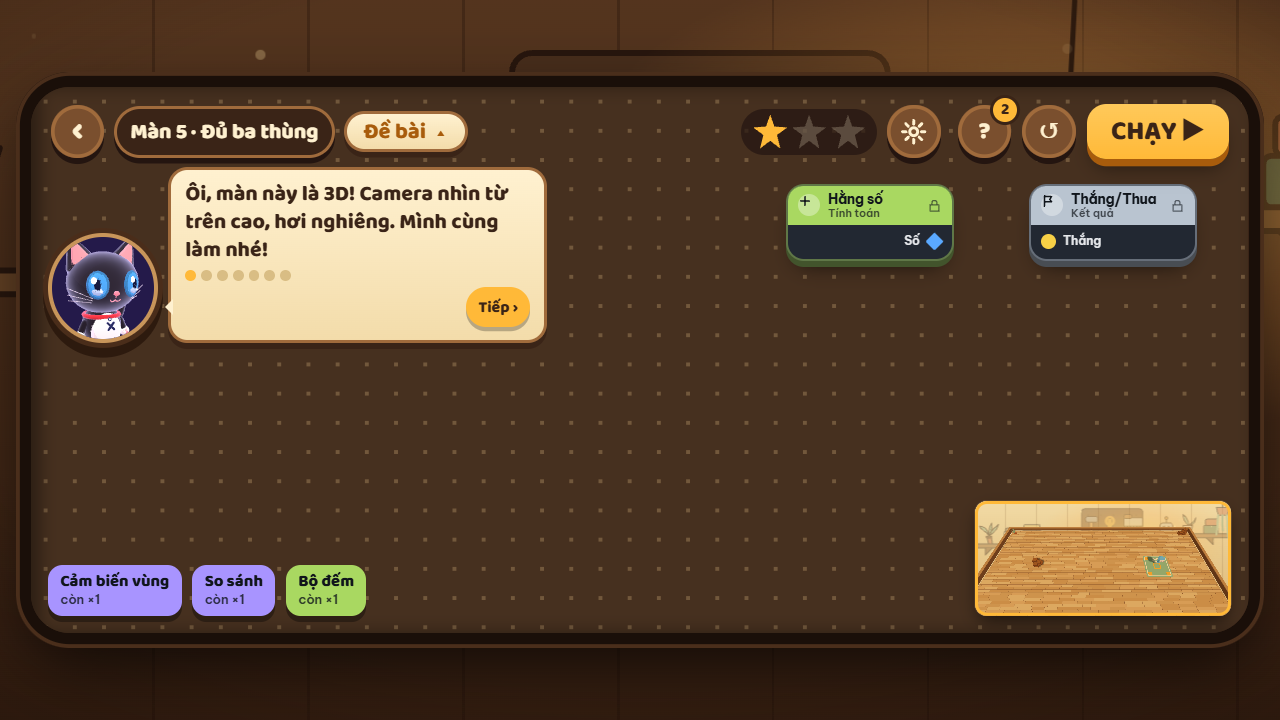 Màn 5 · Đủ ba thùng
Đề bài
2
?
CHẠY
Ôi, màn này là 3D! Camera nhìn từ
trên cao, hơi nghiêng. Mình cùng
làm nhé!
Tiếp ›
Hằng số
Tính toán
Số
Thắng/Thua
Kết quả
Thắng
Cảm biến vùng
còn ×1
So sánh
còn ×1
Bộ đếm
còn ×1